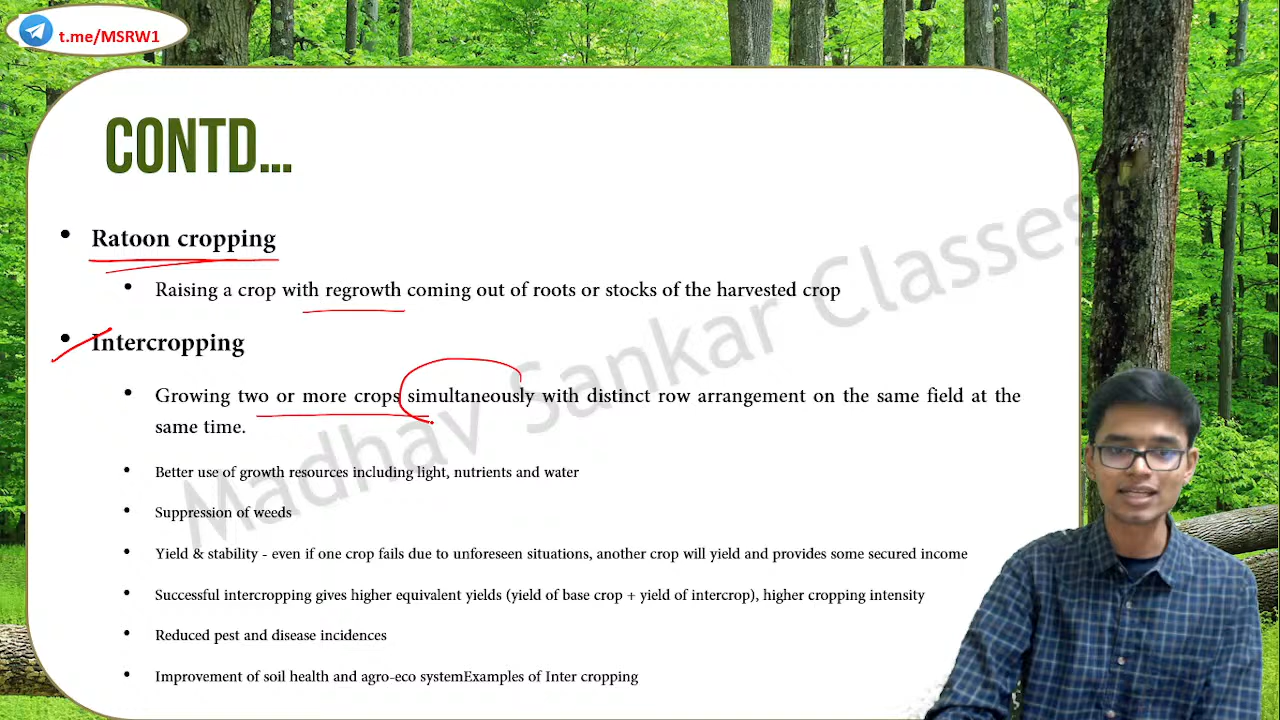 t.me/MSRW1
CONTD...
• Ratoon cropping
• Raising a crop with regrowth coming out of roots or stocks of the harvested crop
• Intercropping
• Growing two or more crops simultaneously with distinct row arrangement on the same field at the
same time.
• Better use of growth resources including light, nutrients and water
• Suppression of weeds
• Yield & stability - even if one crop fails due to unforeseen situations, another crop will yield and provides some secured income
• Successful intercropping gives higher equivalent yields (yield of base crop + yield of intercrop), higher cropping intensity
• Reduced pest and disease incidences
• Improvement of soil health and agro-eco systemExamples of Inter cropping
Madhav Sankar Classes